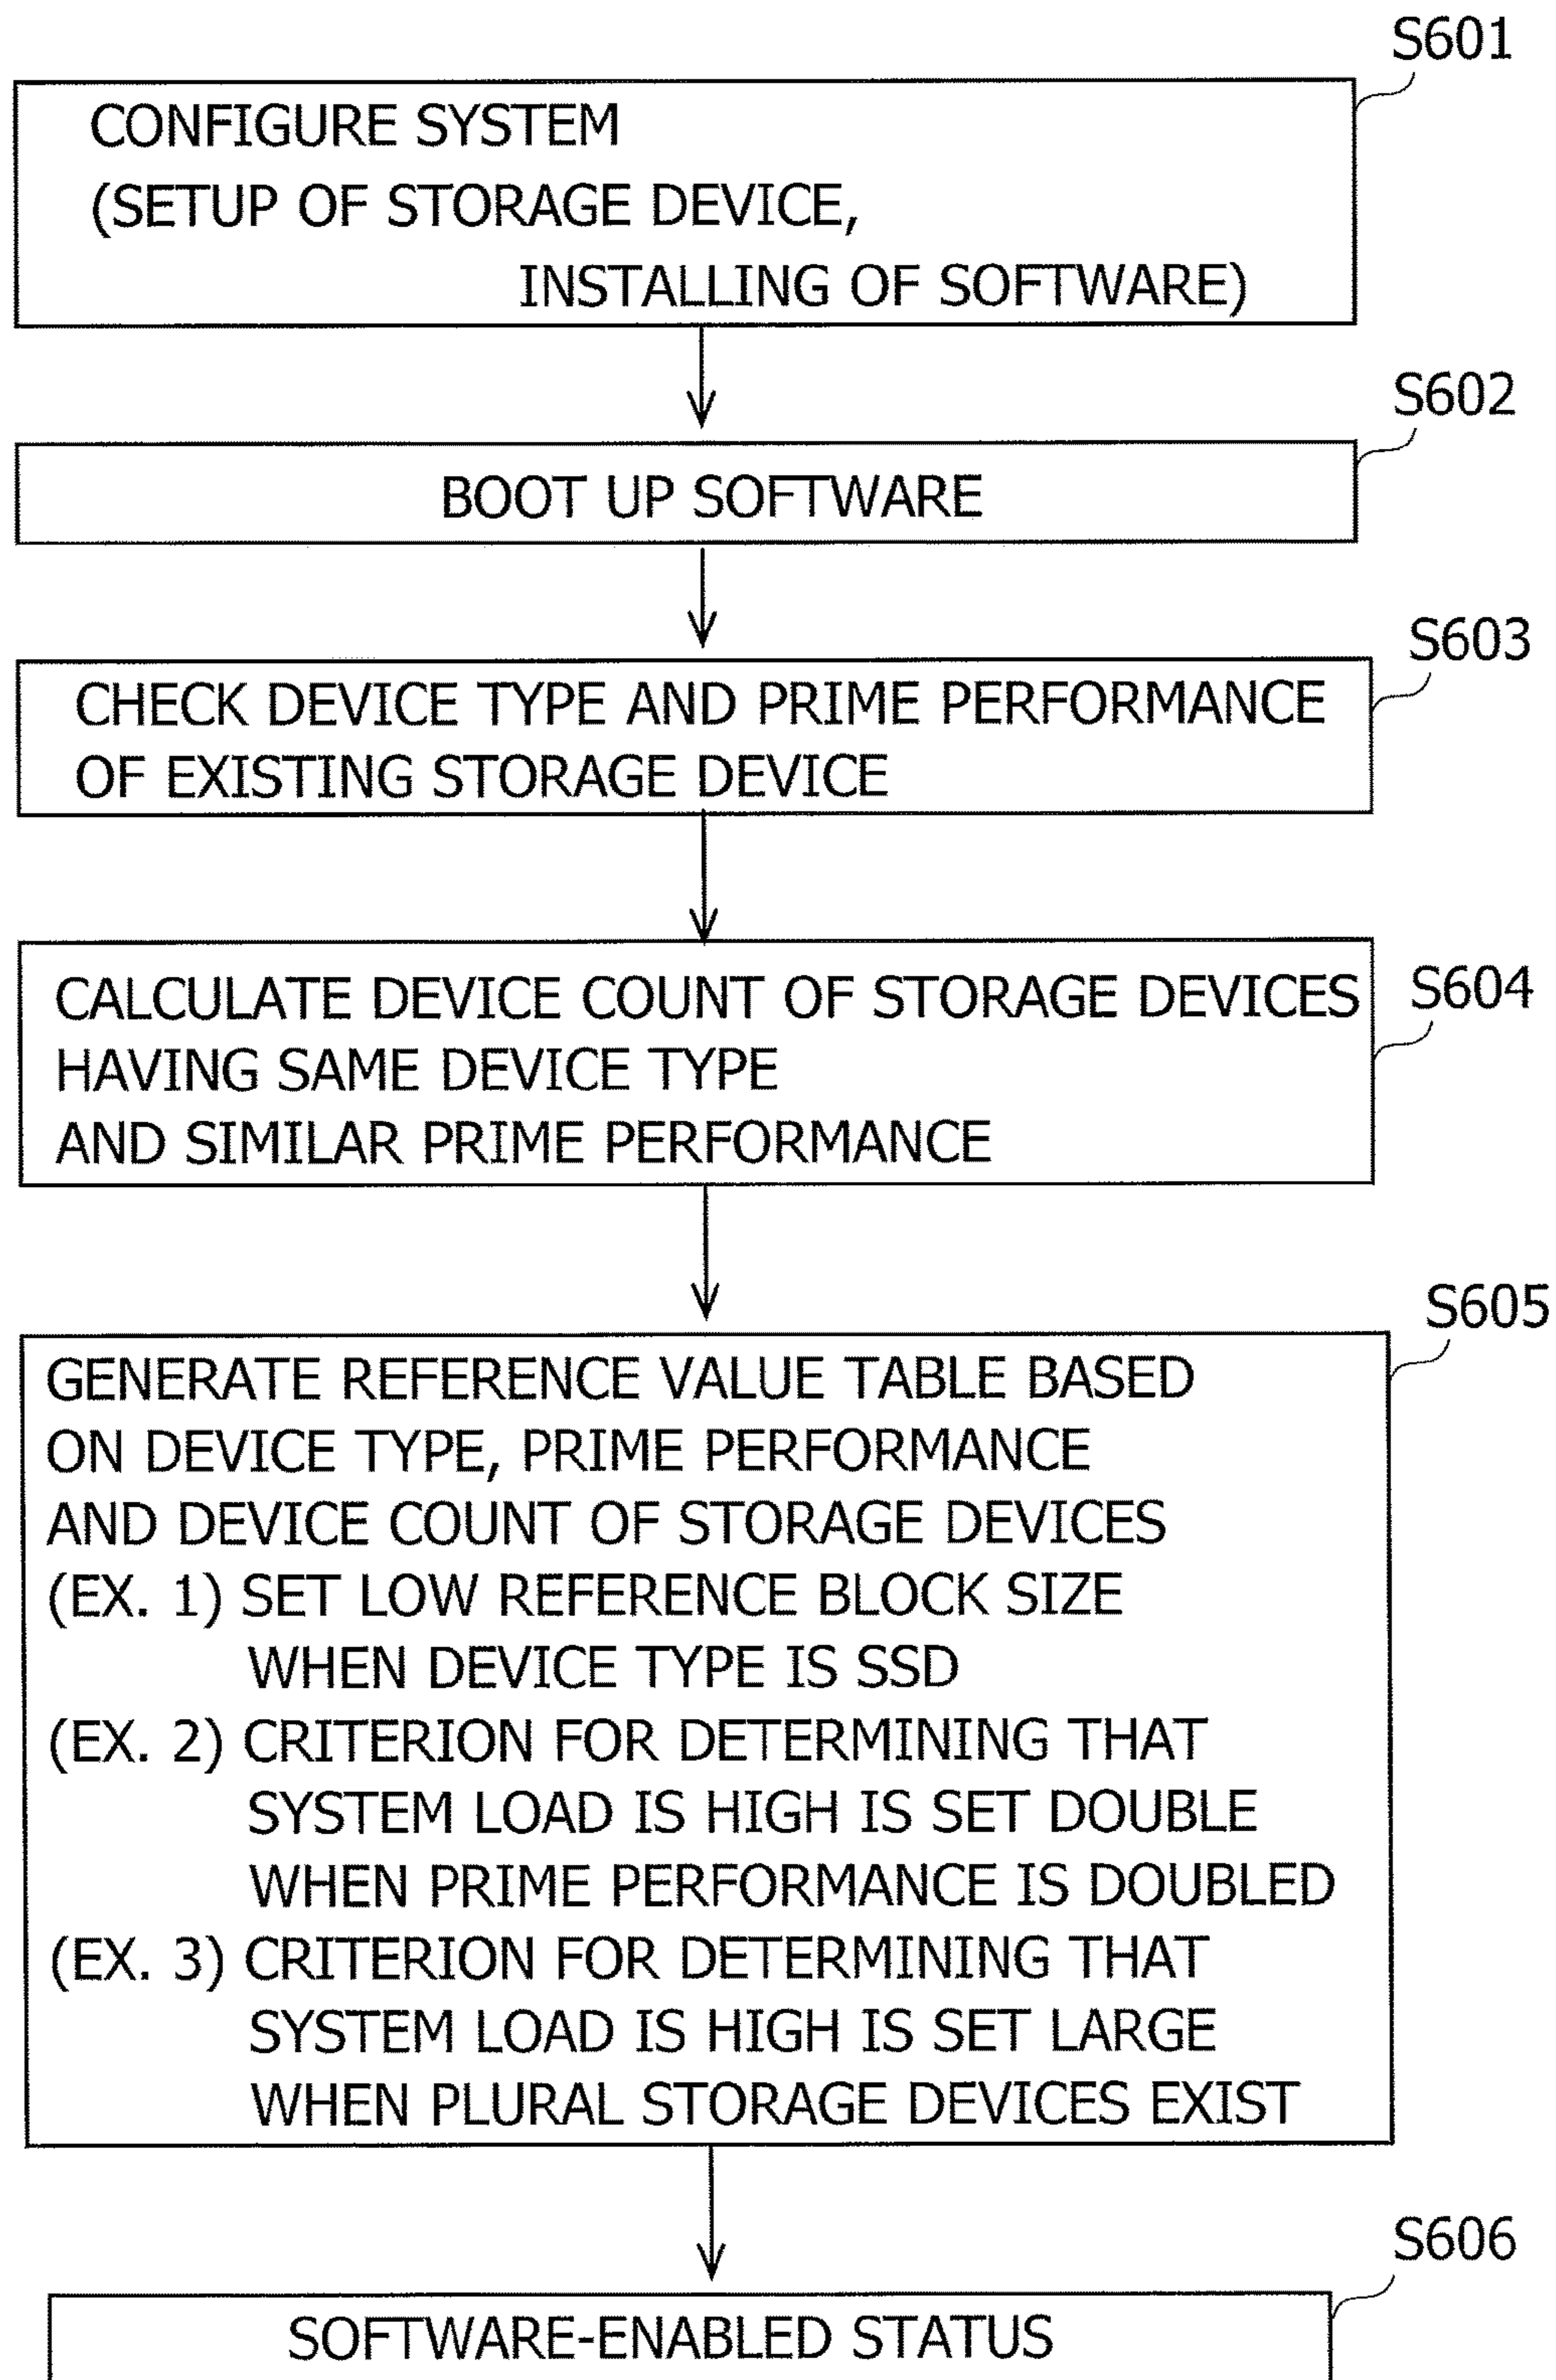 S601
CONFIGURE SYSTEM
(SETUP OF STORAGE DEVICE,
INSTALLING OF SOFTWARE)
S602
BOOT UP SOFTWARE
S603
CHECK DEVICE TYPE AND PRIME PERFORMANCE
OF EXISTING STORAGE DEVICE
S604
CALCULATE DEVICE COUNT OF STORAGE DEVICES
HAVING SAME DEVICE TYPE
AND SIMILAR PRIME PERFORMANCE
S605
GENERATE REFERENCE VALUE TABLE BASED
ON DEVICE TYPE, PRIME PERFORMANCE
AND DEVICE COUNT OF STORAGE DEVICES
(EX. 1) SET LOW REFERENCE BLOCK SIZE
WHEN DEVICE TYPE IS SSD
(EX. 2) CRITERION FOR DETERMINING THAT
SYSTEM LOAD IS HIGH IS SET DOUBLE
WHEN PRIME PERFORMANCE IS DOUBLED
(EX. 3) CRITERION FOR DETERMINING THAT
SYSTEM LOAD IS HIGH IS SET LARGE
WHEN PLURAL STORAGE DEVICES EXIST
S606
SOFTWARE-ENABLED STATUS